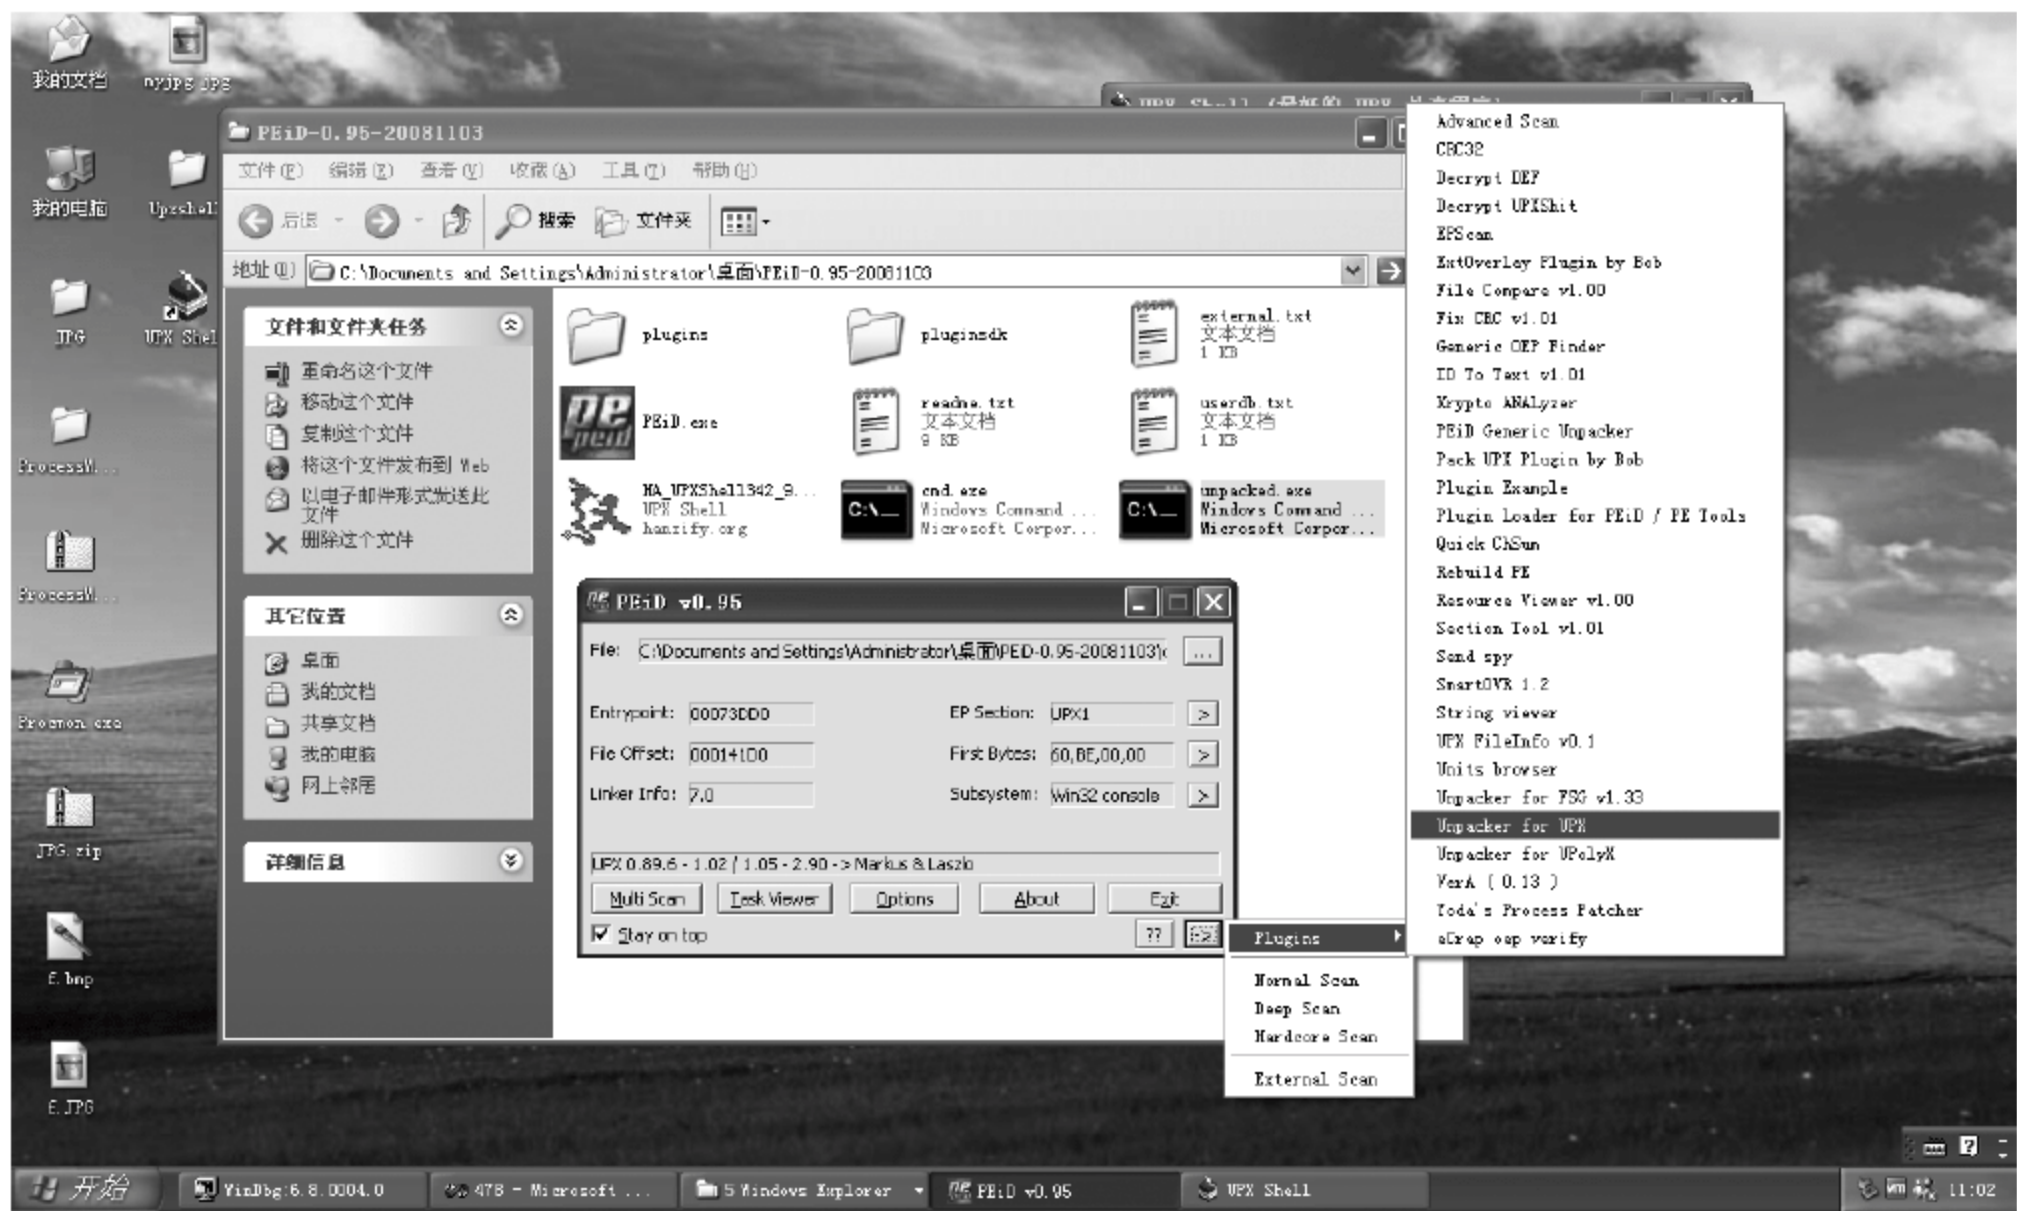 我的文档
myjpg.jpg
我的电脑
Upxshell
JPG
UPX Shel
ProcessM...
ProcessM...
Procmon.exe
JPG.zip
f.bmp
f.JPG
PEiD-0.95-20081103
文件(F) 编辑(E) 查看(V) 收藏(A) 工具(T) 帮助(H)
后退 搜索 文件夹
地址(D) C:\Documents and Settings\Administrator\桌面\PEiD-0.95-20081103
文件和文件夹任务
重命名这个文件
移动这个文件
复制这个文件
将这个文件发布到 Web
以电子邮件形式发送此
文件
删除这个文件
其它位置
桌面
我的文档
共享文档
我的电脑
网上邻居
详细信息
plugins
pluginsdk
external.txt
文本文档
1 KB
PEiD.exe
readme.txt
文本文档
9 KB
userdb.txt
文本文档
1 KB
HA_UPXShell342_9...
UPX Shell
hanzify.org
cmd.exe
Windows Command ...
Microsoft Corpor...
unpacked.exe
Windows Command ...
Microsoft Corpor...
PEiD v0.95
File: C:\Documents and Settings\Administrator\桌面\PEiD-0.95-20081103\c ...
Entrypoint: 00073DD0 EP Section: UPX1 >
File Offset: 000141D0 First Bytes: 60,BE,00,00 >
Linker Info: 7.0 Subsystem: Win32 console >
UPX 0.89.6 - 1.02 / 1.05 - 2.90 -> Markus & Laszlo
Multi Scan Task Viewer Options About Exit
Stay on top ?? ->
Plugins
Normal Scan
Deep Scan
Hardcore Scan
External Scan
Advanced Scan
CRC32
Decrypt DEF
Decrypt UPXShit
EPScan
ExtOverlay Plugin by Bob
File Compare v1.00
Fix CRC v1.01
Generic OEP Finder
ID To Text v1.01
Krypto ANALyzer
PEiD Generic Unpacker
Pack UPX Plugin by Bob
Plugin Example
Plugin Loader for PEiD / PE Tools
Quick ChSum
Rebuild PE
Resource Viewer v1.00
Section Tool v1.01
Send spy
SmartOVR 1.2
String viewer
UPX FileInfo v0.1
Units browser
Unpacker for FSG v1.33
Unpacker for UPX
Unpacker for UPolyX
VerA ( 0.13 )
Yoda's Process Patcher
eCrap oep verify
开始
WinDbg:6.8.0004.0
478 - Microsoft ...
5 Windows Explorer
PEiD v0.95
UPX Shell
11:02